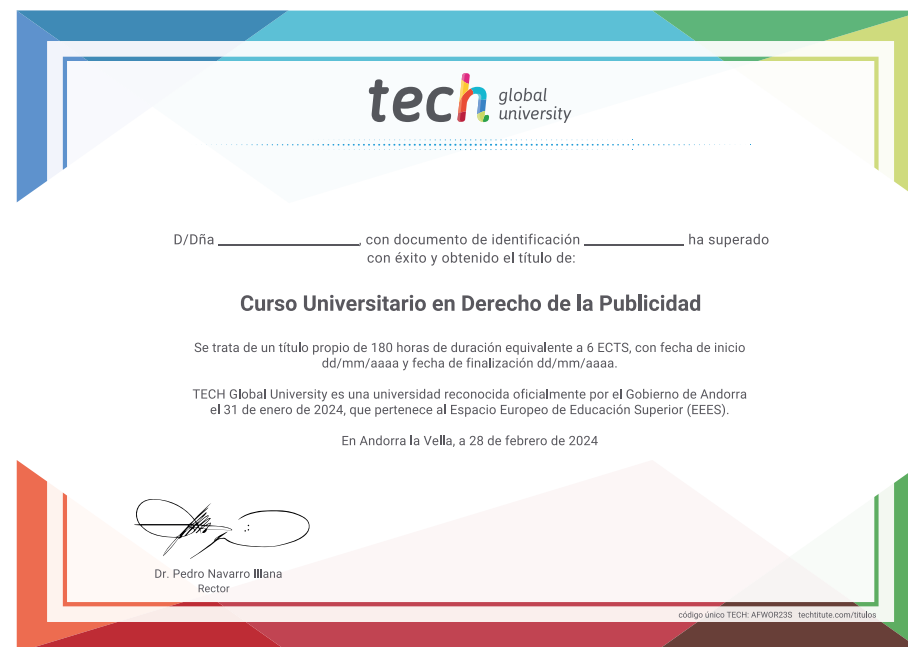 tech global university
D/Dña ____________________, con documento de identificación ______________ ha superado
con éxito y obtenido el título de:
Curso Universitario en Derecho de la Publicidad
Se trata de un título propio de 180 horas de duración equivalente a 6 ECTS, con fecha de inicio
dd/mm/aaaa y fecha de finalización dd/mm/aaaa.
TECH Global University es una universidad reconocida oficialmente por el Gobierno de Andorra
el 31 de enero de 2024, que pertenece al Espacio Europeo de Educación Superior (EEES).
En Andorra la Vella, a 28 de febrero de 2024
Dr. Pedro Navarro Illana
Rector
código único TECH: AFWOR23S techtitute.com/titulos